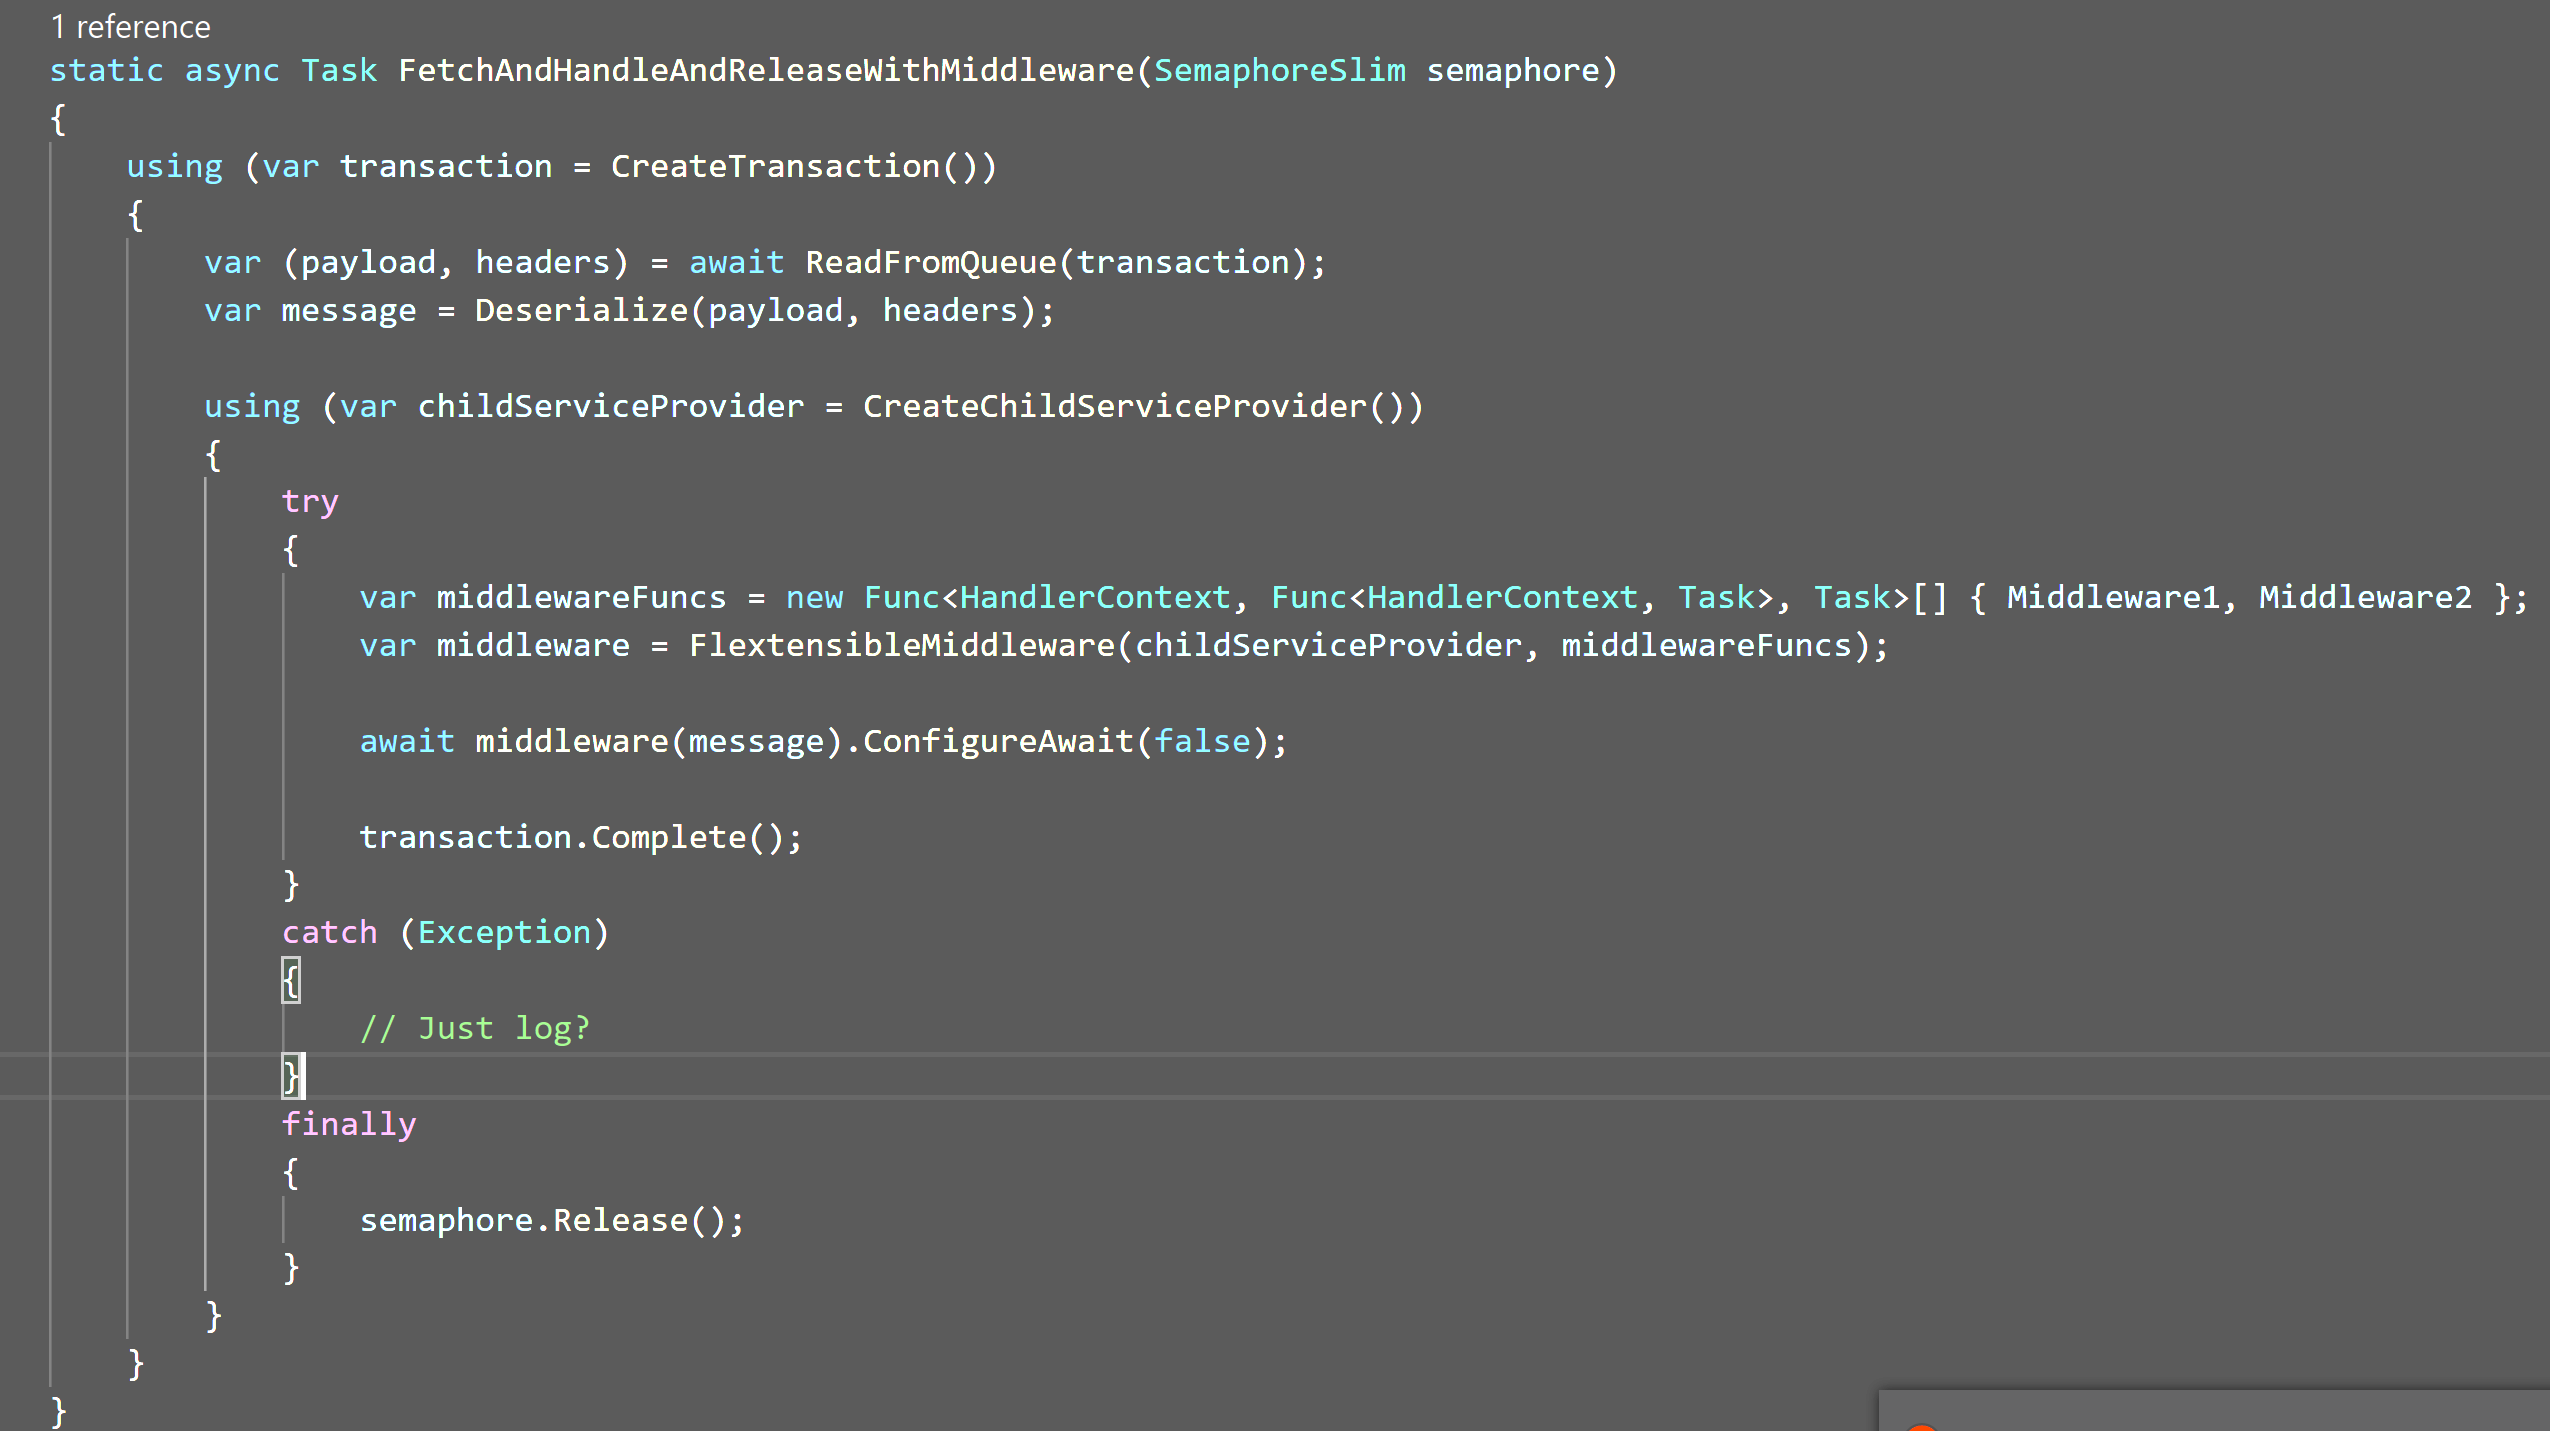 1 reference
static async Task FetchAndHandleAndReleaseWithMiddleware(SemaphoreSlim semaphore)
{
    using (var transaction = CreateTransaction())
    {
        var (payload, headers) = await ReadFromQueue(transaction);
        var message = Deserialize(payload, headers);

        using (var childServiceProvider = CreateChildServiceProvider())
        {
            try
            {
                var middlewareFuncs = new Func<HandlerContext, Func<HandlerContext, Task>, Task>[] { Middleware1, Middleware2 };
                var middleware = FlextensibleMiddleware(childServiceProvider, middlewareFuncs);

                await middleware(message).ConfigureAwait(false);

                transaction.Complete();
            }
            catch (Exception)
            {
                // Just log?
            }
            finally
            {
                semaphore.Release();
            }
        }
    }
}